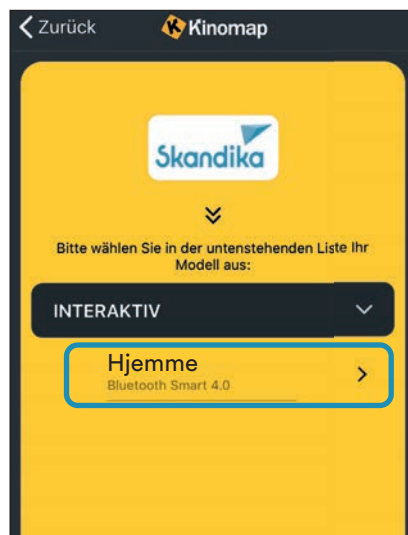 Zurück
Kinomap
Skandika
Bitte wählen Sie in der untenstehenden Liste Ihr
Modell aus:
INTERAKTIV
Hjemme
Bluetooth Smart 4.0